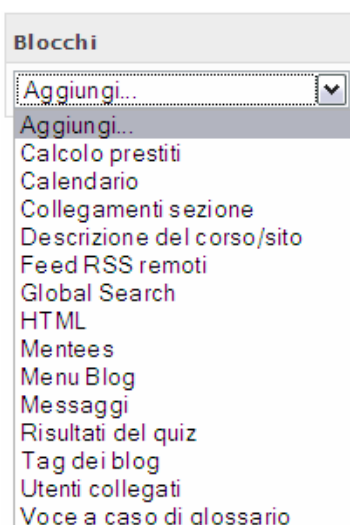 Blocchi
Aggiungi...
Aggiungi...
Calcolo prestiti
Calendario
Collegamenti sezione
Descrizione del corso/sito
Feed RSS remoti
Global Search
HTML
Mentees
Menu Blog
Messaggi
Risultati del quiz
Tag dei blog
Utenti collegati
Voce a caso di glossario